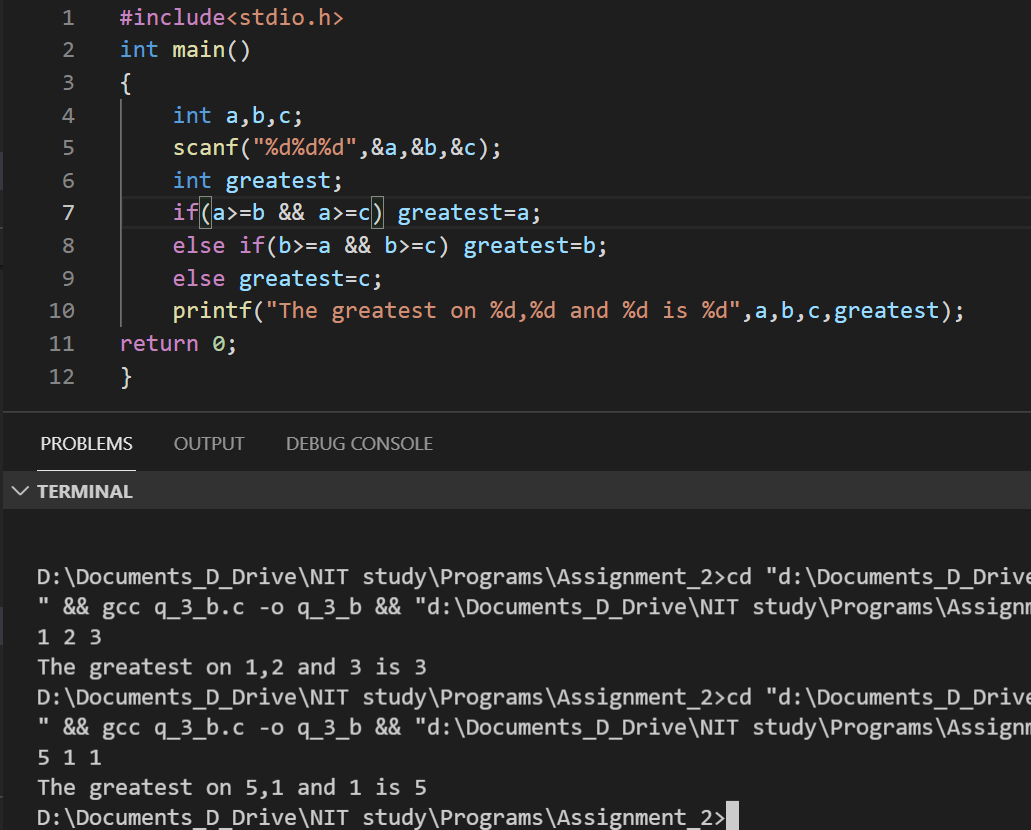 1 #include<stdio.h>
2 int main()
3 {
4 int a,b,c;
5 scanf("%d%d%d",&a,&b,&c);
6 int greatest;
7 if(a>=b && a>=c) greatest=a;
8 else if(b>=a && b>=c) greatest=b;
9 else greatest=c;
10 printf("The greatest on %d,%d and %d is %d",a,b,c,greatest);
11 return 0;
12 }
PROBLEMS OUTPUT DEBUG CONSOLE
TERMINAL
D:\Documents_D_Drive\NIT study\Programs\Assignment_2>cd "d:\Documents_D_Drive
" && gcc q_3_b.c -o q_3_b && "d:\Documents_D_Drive\NIT study\Programs\Assignm
1 2 3
The greatest on 1,2 and 3 is 3
D:\Documents_D_Drive\NIT study\Programs\Assignment_2>cd "d:\Documents_D_Drive
" && gcc q_3_b.c -o q_3_b && "d:\Documents_D_Drive\NIT study\Programs\Assignm
5 1 1
The greatest on 5,1 and 1 is 5
D:\Documents_D_Drive\NIT study\Programs\Assignment_2>